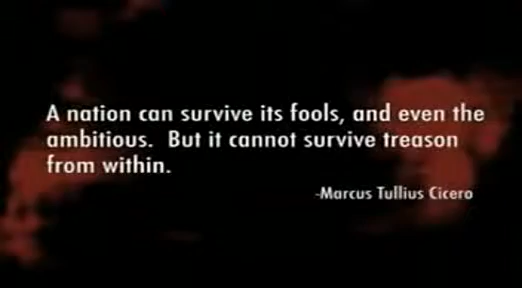 A nation can survive its fools, and even the
ambitious.  But it cannot survive treason
from within.
-Marcus Tullius Cicero